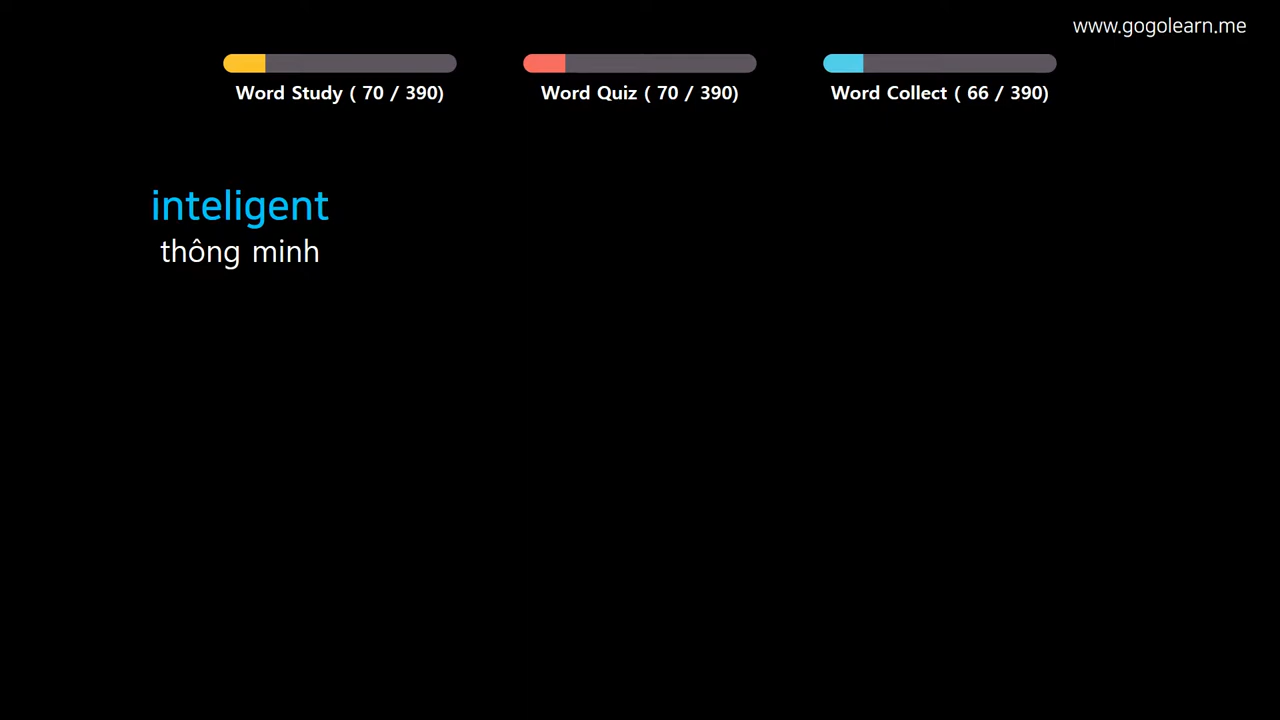 www.gogolearn.me
Word Study ( 70 / 390)
Word Quiz ( 70 / 390)
Word Collect ( 66 / 390)
inteligent
thông minh